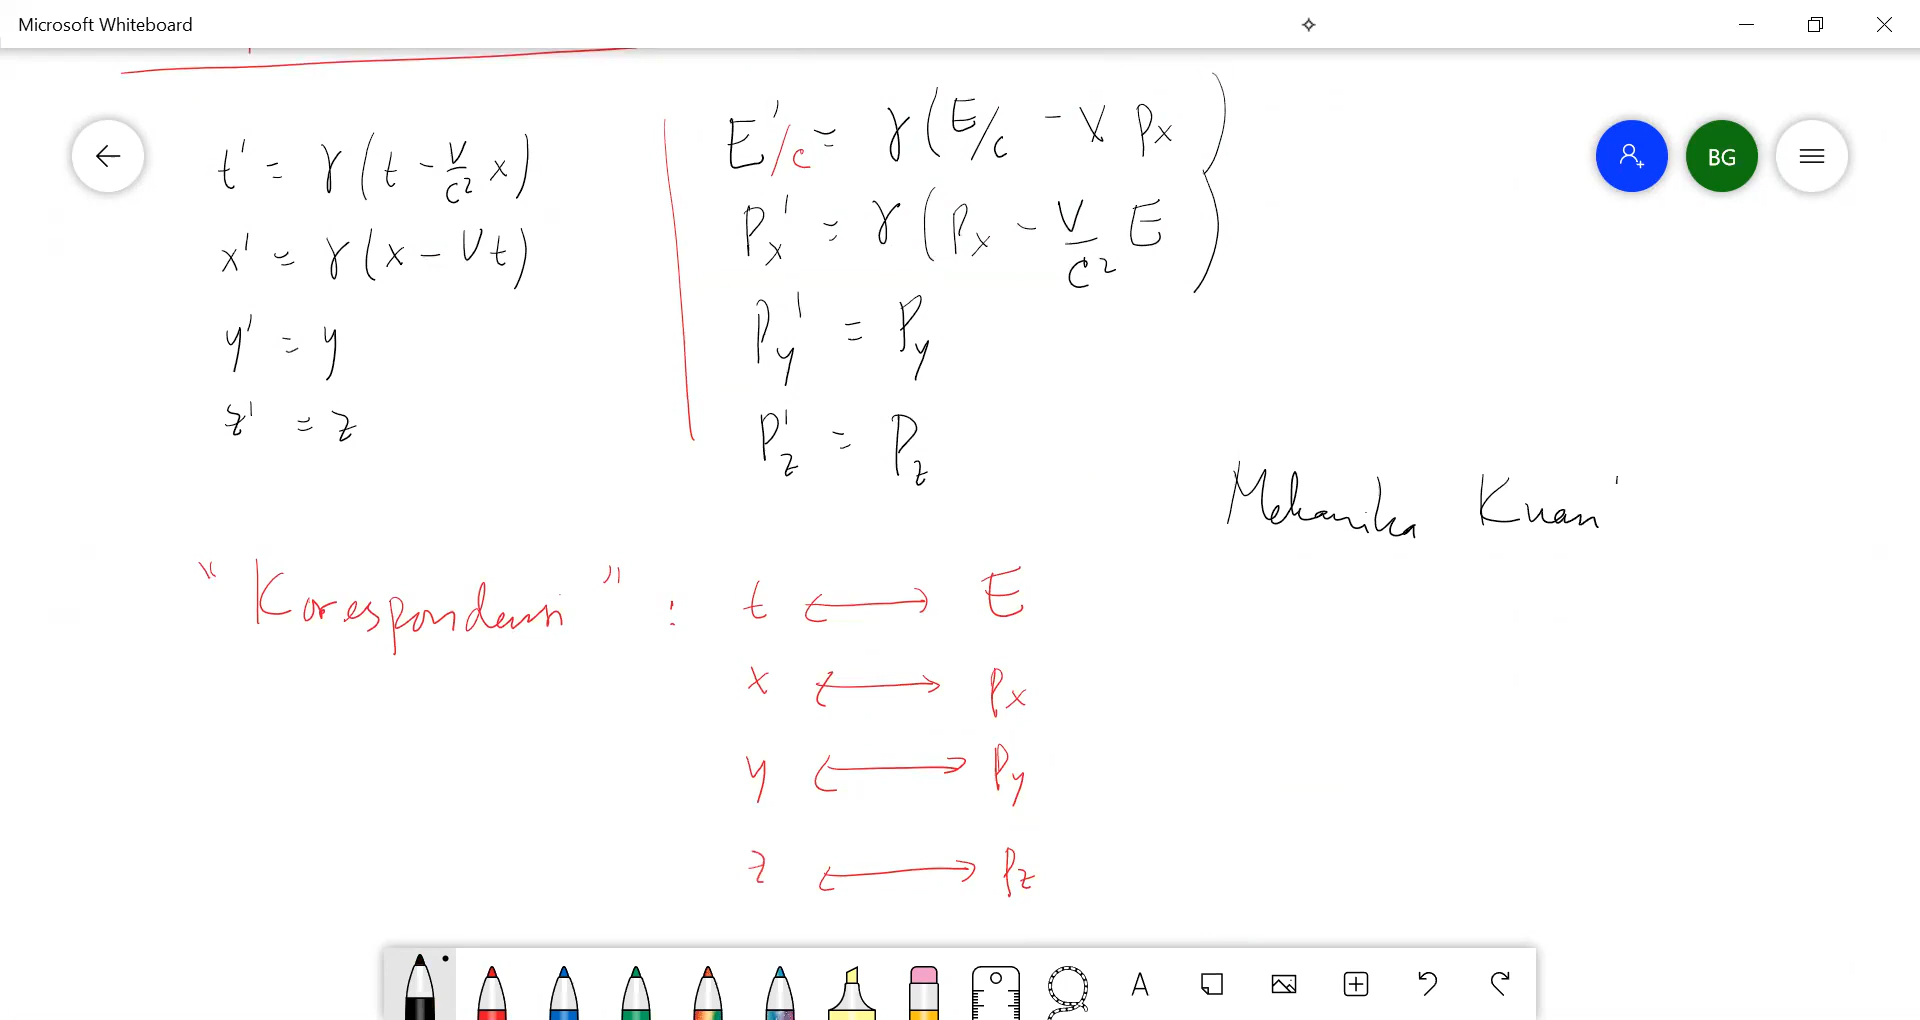 Microsoft Whiteboard
BG
t' = γ(t - v/c² x)
x' = γ(x - Vt)
y' = y
z' = z
E'/c = γ(E/c - V Px)
Px' = γ(Px - V/c² E)
Py' = Py
Pz' = Pz
Mekanika Kuan
"Korespondensi" :
t ⟷ E
x ⟷ Px
y ⟷ Py
z ⟷ Pz
A